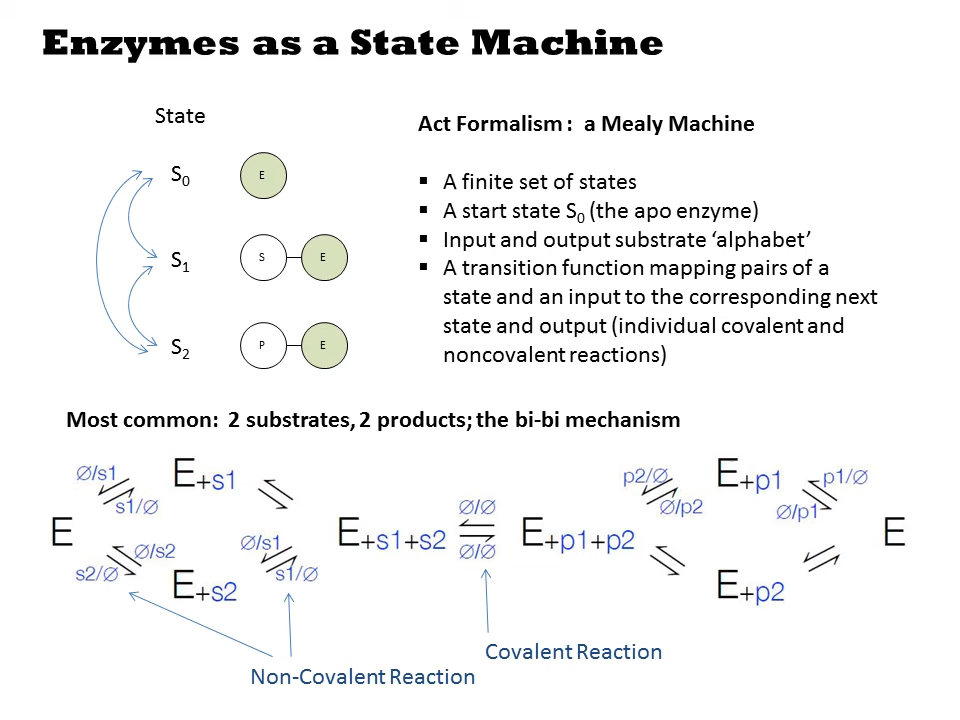 Enzymes as a State Machine
State
S0
E
S1
S
E
S2
P
E
Act Formalism : a Mealy Machine
▪ A finite set of states
▪ A start state S0 (the apo enzyme)
▪ Input and output substrate ‘alphabet’
▪ A transition function mapping pairs of a
state and an input to the corresponding next
state and output (individual covalent and
noncovalent reactions)
Most common: 2 substrates, 2 products; the bi-bi mechanism
∅/s1
E+s1
s1/∅
E
∅/s2
s2/∅
E+s2
∅/s1
s1/∅
E+s1+s2
∅/∅
∅/∅
E+p1+p2
p2/∅
∅/p2
E+p1
p1/∅
∅/p1
E
E+p2
Covalent Reaction
Non-Covalent Reaction